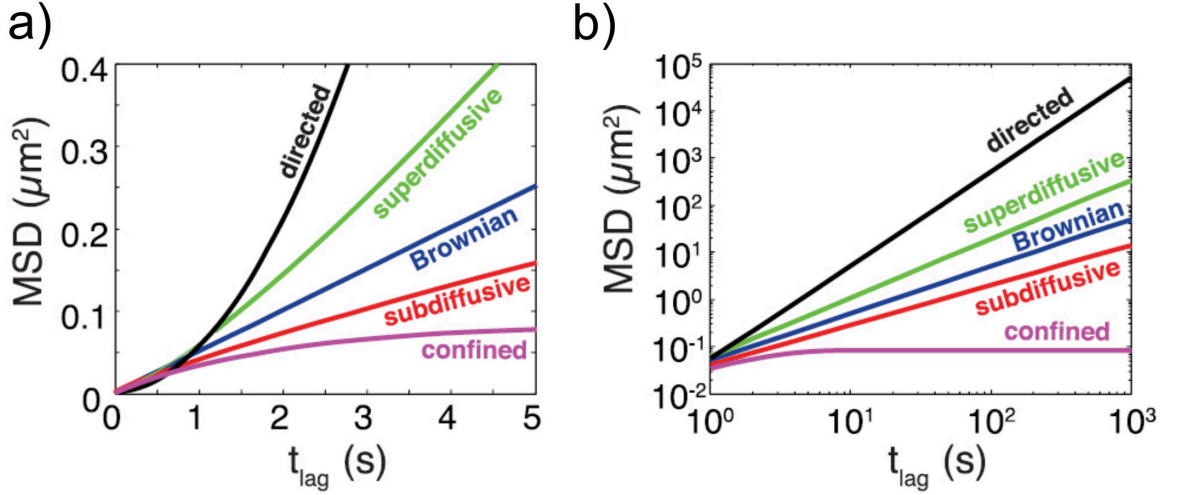 a)
MSD (μm²)
0.4
0.3
0.2
0.1
0
directed
superdiffusive
Brownian
subdiffusive
confined
0 1 2 3 4 5
t_lag (s)
b)
MSD (μm²)
10⁵
10⁴
10³
10²
10¹
10⁰
10⁻¹
10⁻²
directed
superdiffusive
Brownian
subdiffusive
confined
10⁰ 10¹ 10² 10³
t_lag (s)